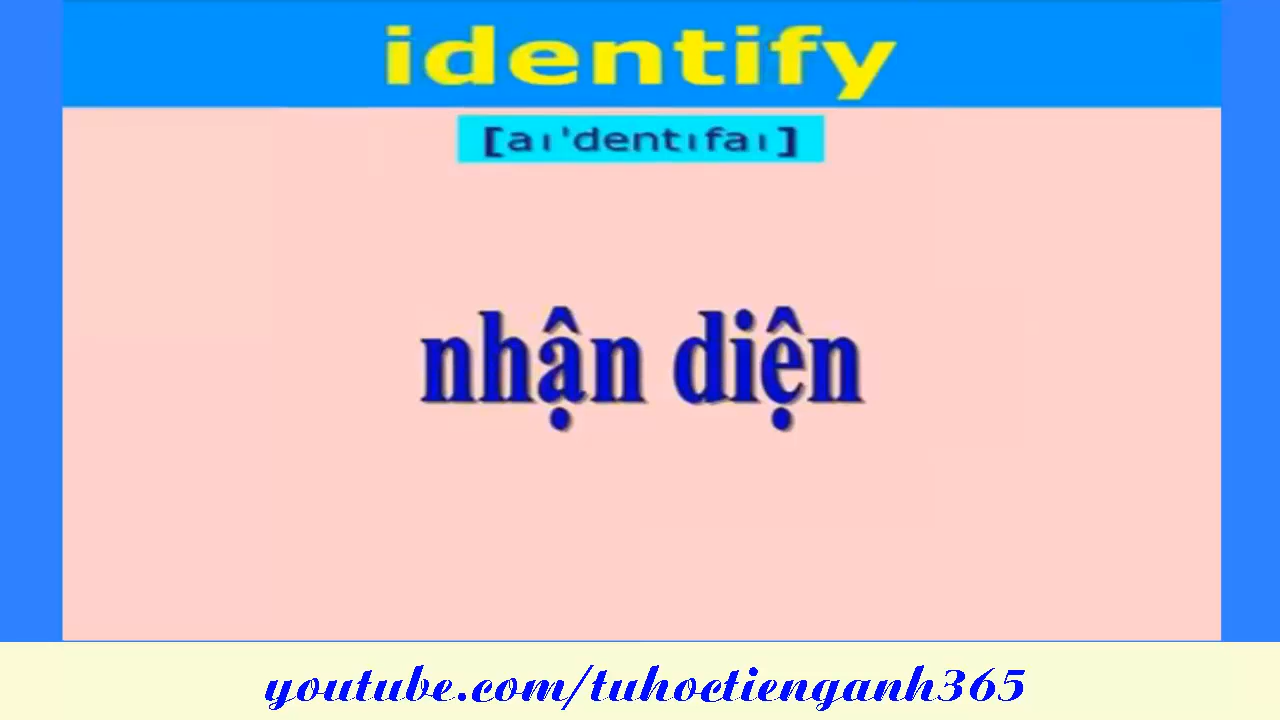 identify
[aɪˈdentɪfaɪ]
nhận diện
youtube.com/tuhoctienganh365